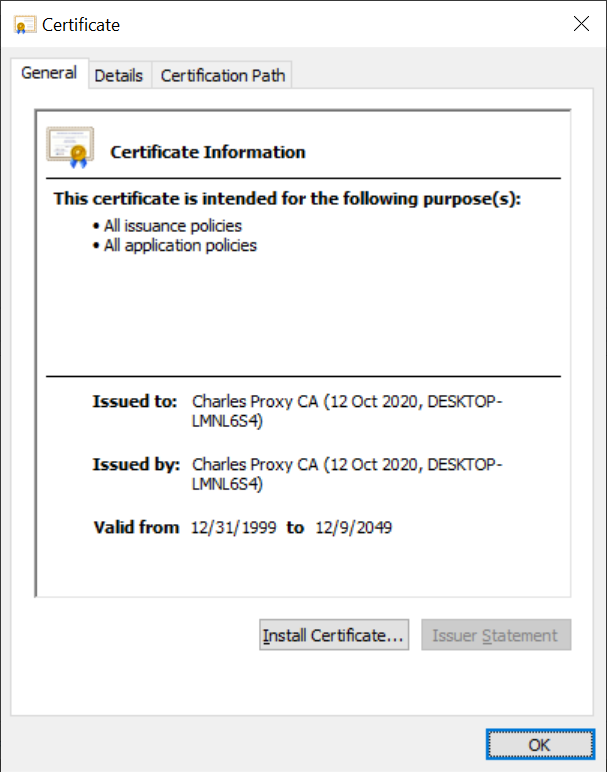 Certificate
General
Details
Certification Path
Certificate Information
This certificate is intended for the following purpose(s):
• All issuance policies
• All application policies
Issued to: Charles Proxy CA (12 Oct 2020, DESKTOP-
LMNL6S4)
Issued by: Charles Proxy CA (12 Oct 2020, DESKTOP-
LMNL6S4)
Valid from 12/31/1999 to 12/9/2049
Install Certificate...
Issuer Statement
OK